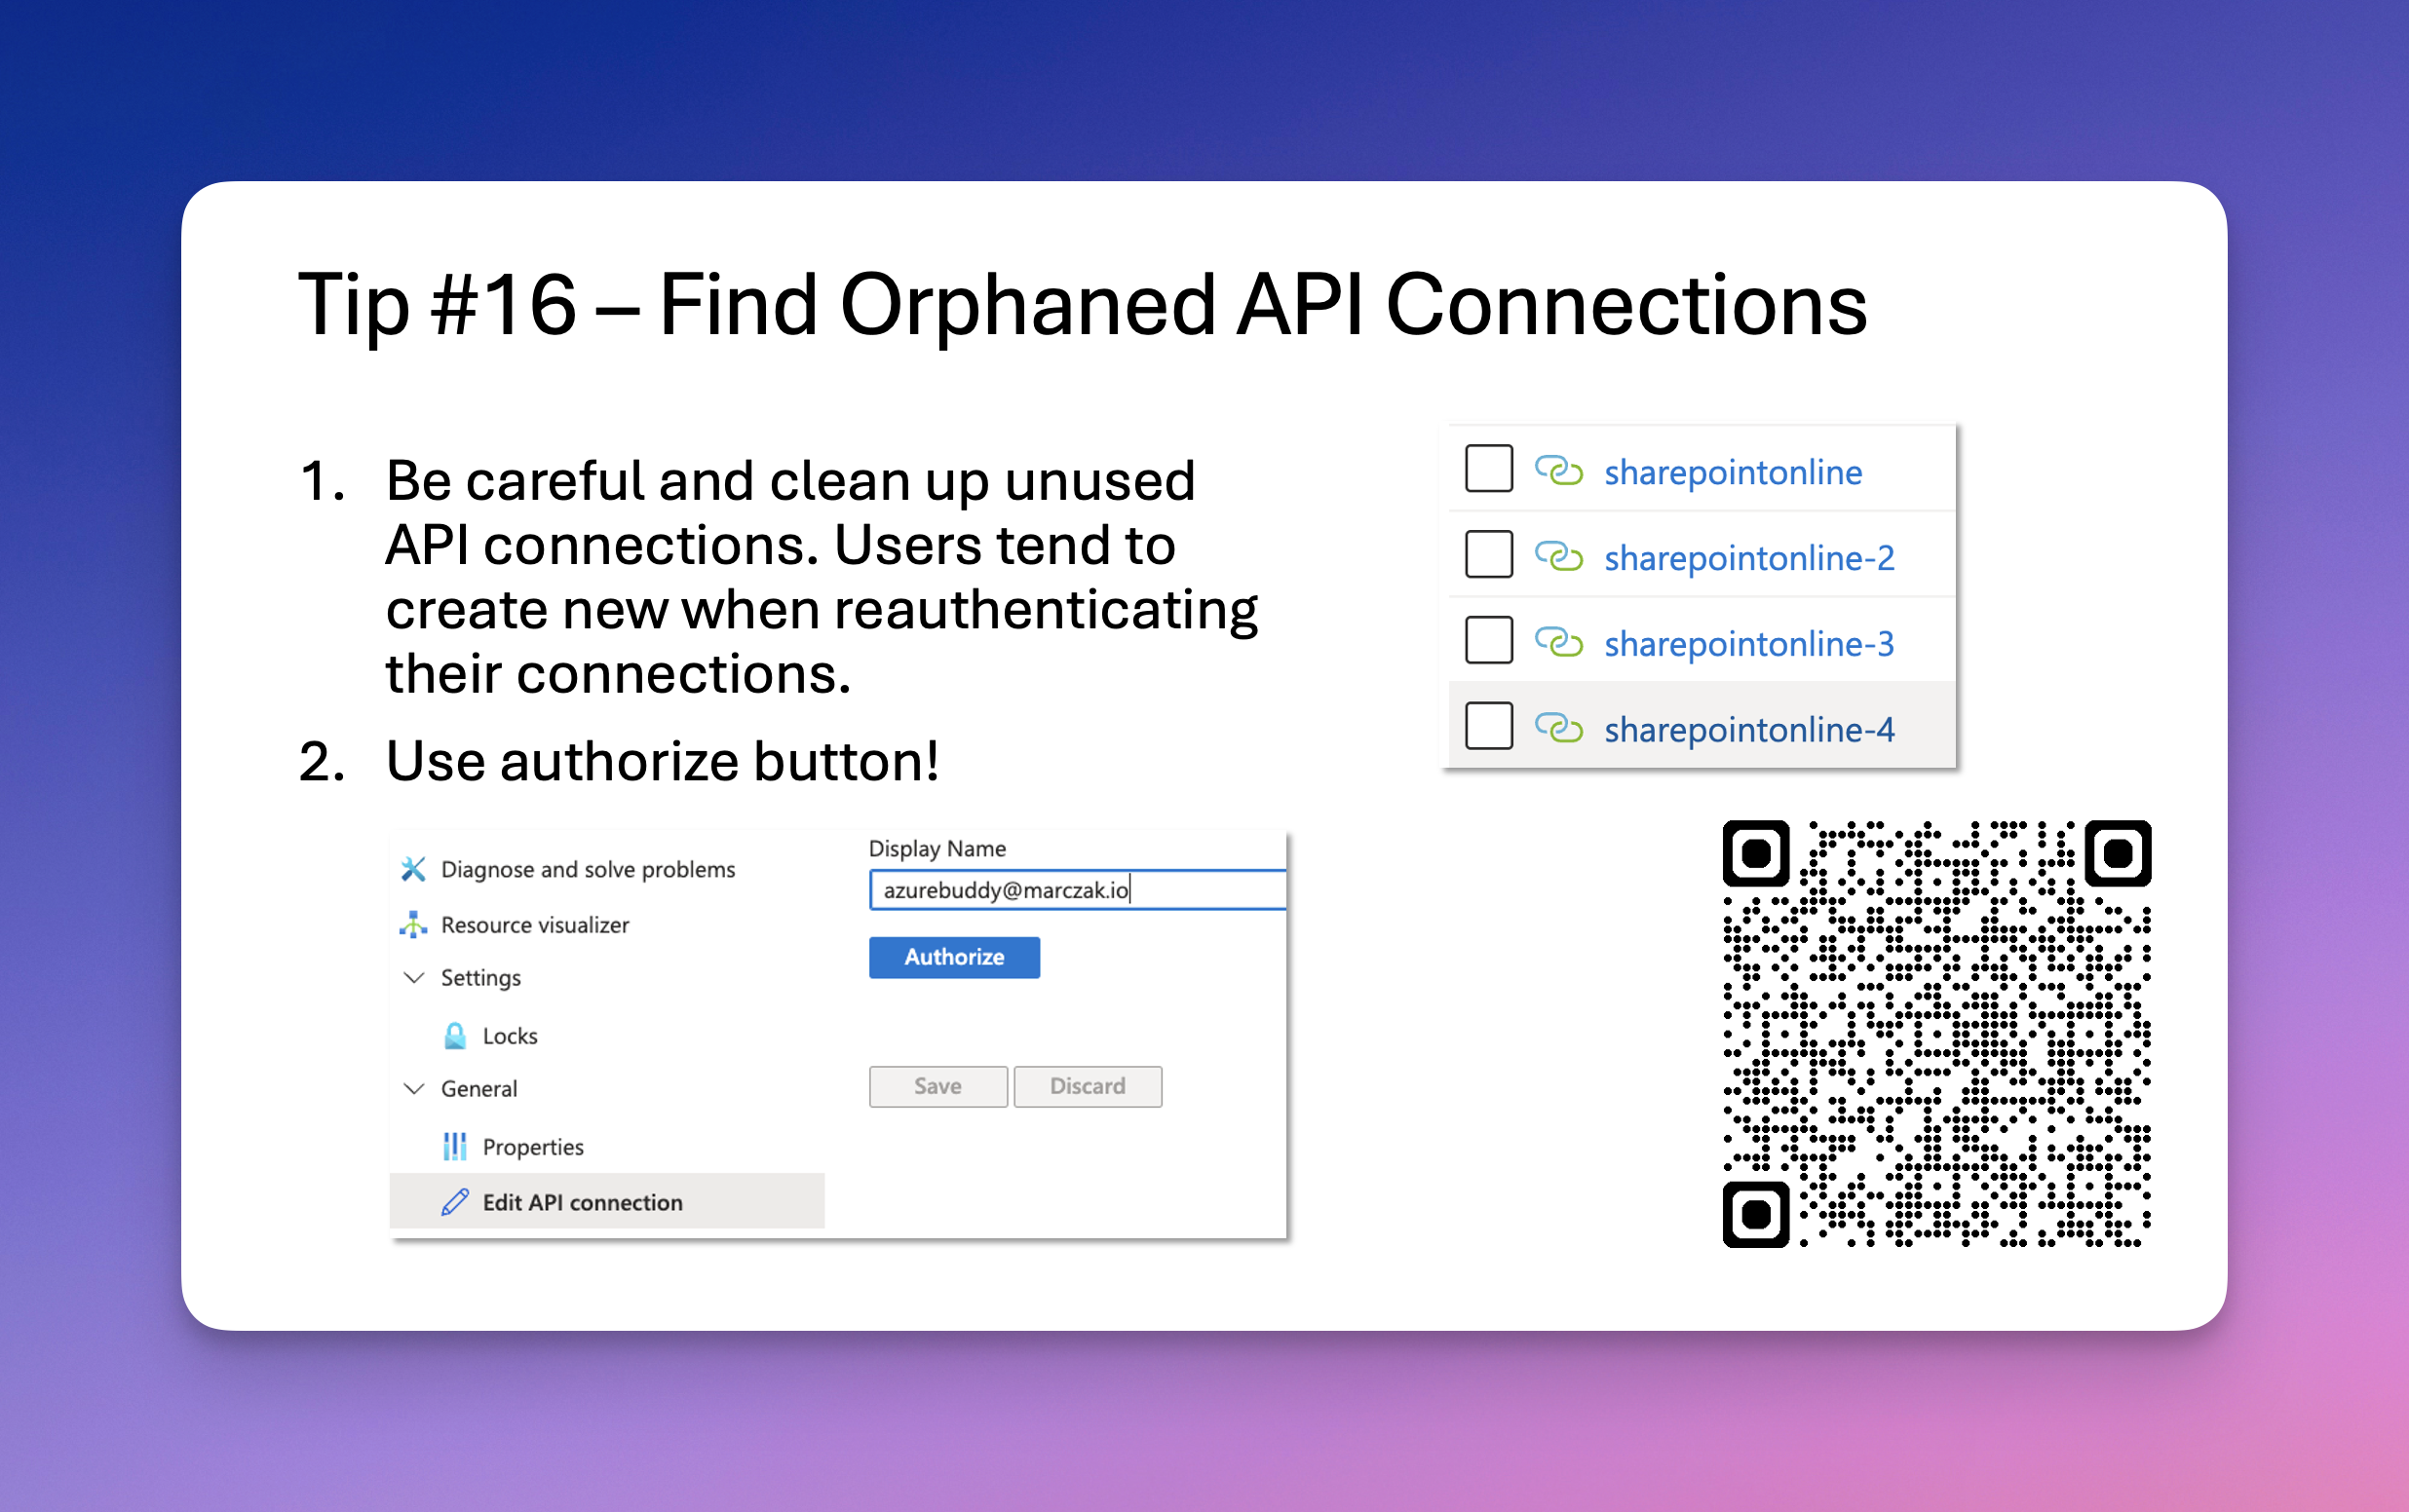 Tip #16 – Find Orphaned API Connections
1. Be careful and clean up unused
API connections. Users tend to
create new when reauthenticating
their connections.
2. Use authorize button!
sharepointonline
sharepointonline-2
sharepointonline-3
sharepointonline-4
Diagnose and solve problems
Resource visualizer
Settings
Locks
General
Properties
Edit API connection
Display Name
azurebuddy@marczak.io
Authorize
Save Discard